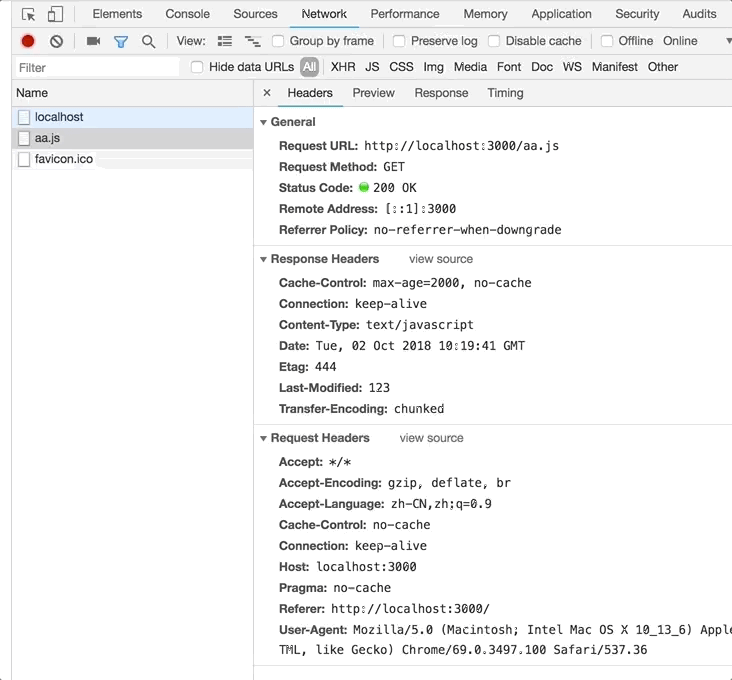 Elements Console Sources Network Performance Memory Application Security Audits
View: Group by frame Preserve log Disable cache Offline Online
Filter Hide data URLs All XHR JS CSS Img Media Font Doc WS Manifest Other
Name
localhost
aa.js
favicon.ico
× Headers Preview Response Timing
General
Request URL: http://localhost:3000/aa.js
Request Method: GET
Status Code: 200 OK
Remote Address: [::1]:3000
Referrer Policy: no-referrer-when-downgrade
Response Headers view source
Cache-Control: max-age=2000, no-cache
Connection: keep-alive
Content-Type: text/javascript
Date: Tue, 02 Oct 2018 10:19:41 GMT
Etag: 444
Last-Modified: 123
Transfer-Encoding: chunked
Request Headers view source
Accept: */*
Accept-Encoding: gzip, deflate, br
Accept-Language: zh-CN,zh;q=0.9
Cache-Control: no-cache
Connection: keep-alive
Host: localhost:3000
Pragma: no-cache
Referer: http://localhost:3000/
User-Agent: Mozilla/5.0 (Macintosh; Intel Mac OS X 10_13_6) Apple
TML, like Gecko) Chrome/69.0.3497.100 Safari/537.36